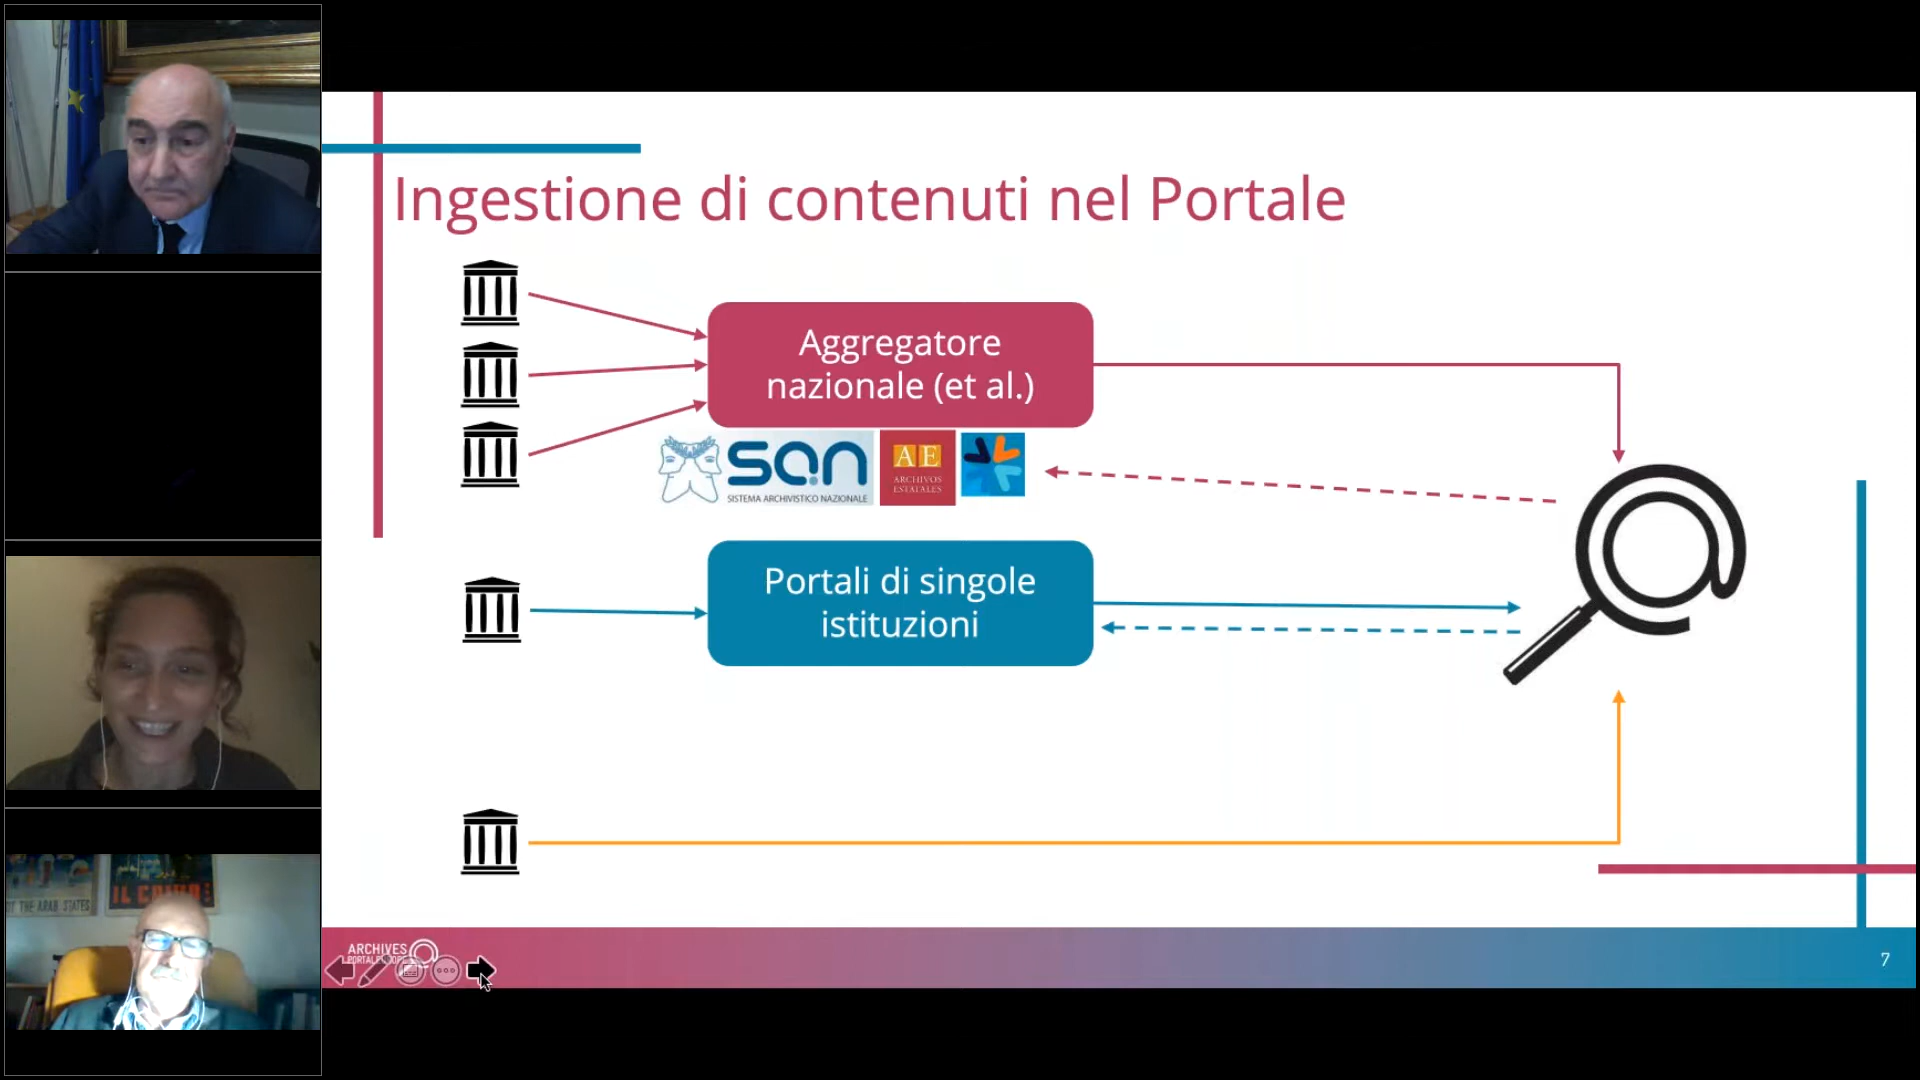 Ingestione di contenuti nel Portale
Aggregatore
nazionale (et al.)
san
SISTEMA ARCHIVISTICO NAZIONALE
AE
ARCHIVOS
ESTATALES
Portali di singole
istituzioni
THE ARAB STATES
ARCHIVES
7